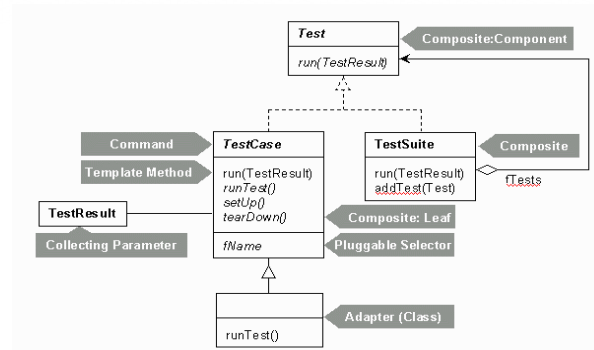 Test
Composite:Component
run(TestResult)
Command
TestCase
TestSuite
Composite
Template Method
run(TestResult)
runTest()
setUp()
tearDown()
run(TestResult)
addTest(Test)
fTests
TestResult
Composite: Leaf
Collecting Parameter
fName
Pluggable Selector
Adapter (Class)
runTest()